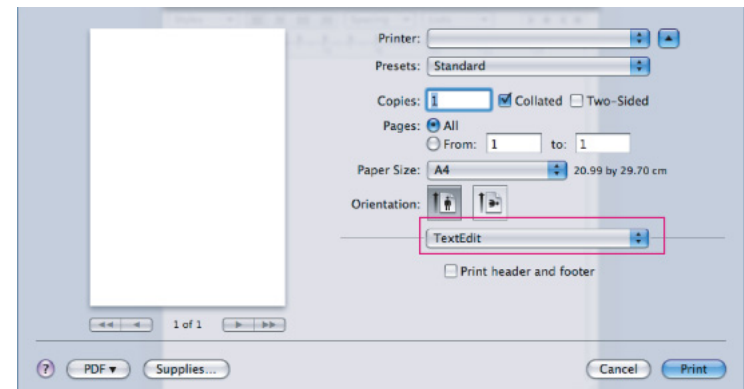 Printer:
Presets: Standard
Copies: 1 Collated Two-Sided
Pages: All
From: 1 to: 1
Paper Size: A4 20.99 by 29.70 cm
Orientation:
TextEdit
Print header and footer
1 of 1
? PDF Supplies... Cancel Print